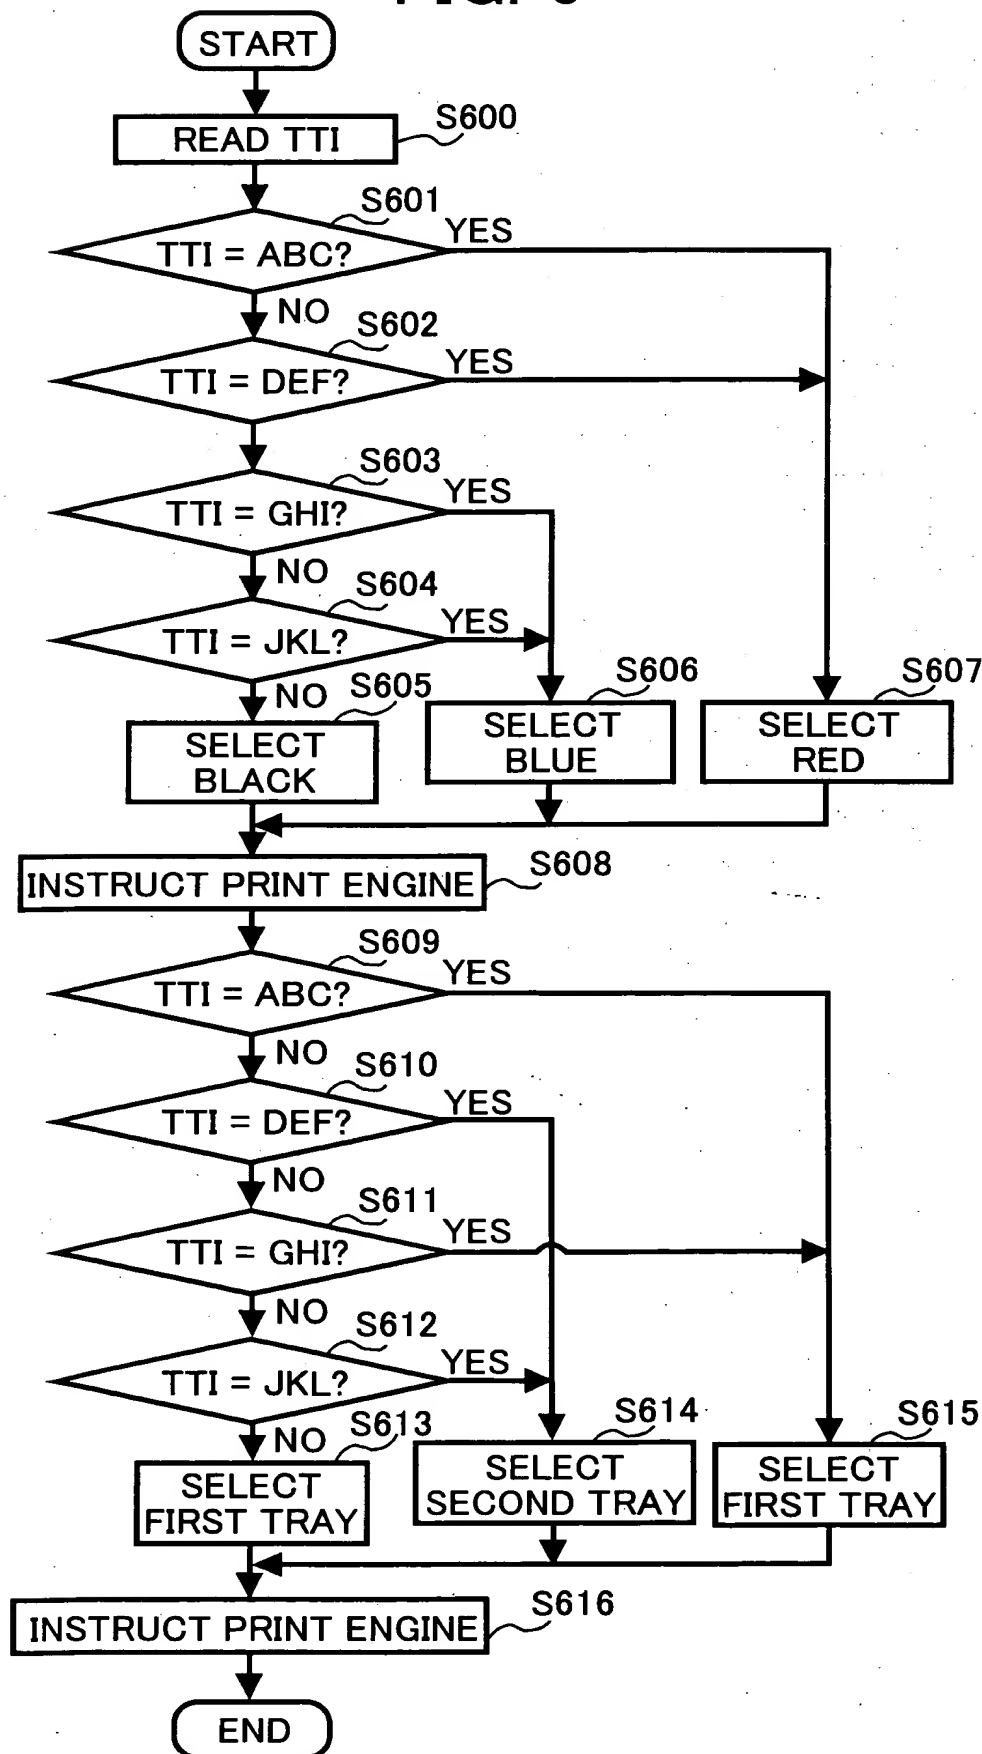 START
READ TTI
S600
S601
TTI = ABC?
YES
NO
S602
TTI = DEF?
YES
S603
TTI = GHI?
YES
NO
S604
TTI = JKL?
YES
NO
S605
SELECT
BLACK
S606
SELECT
BLUE
S607
SELECT
RED
INSTRUCT PRINT ENGINE
S608
S609
TTI = ABC?
YES
NO
S610
TTI = DEF?
YES
NO
S611
TTI = GHI?
YES
NO
S612
TTI = JKL?
YES
NO
S613
SELECT
FIRST TRAY
S614
SELECT
SECOND TRAY
S615
SELECT
FIRST TRAY
INSTRUCT PRINT ENGINE
S616
END